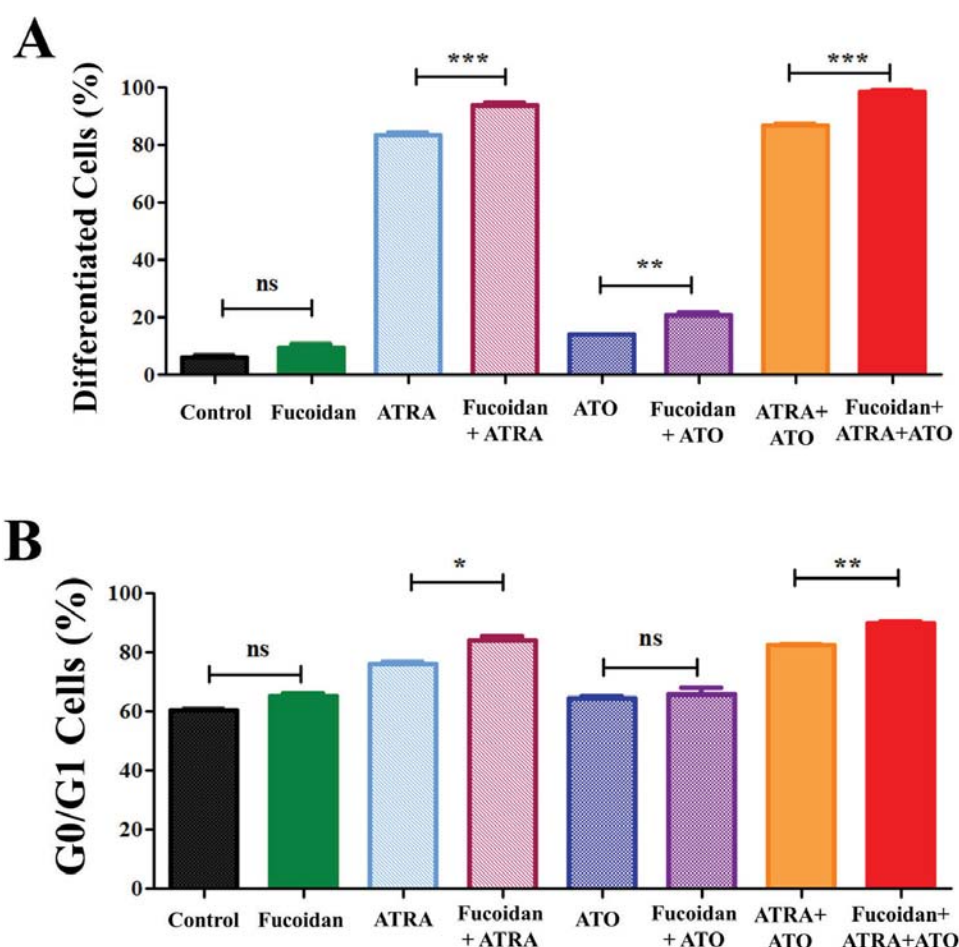 A
Differentiated Cells (%)
100
80
60
40
20
0
ns
***
**
***
Control
Fucoidan
ATRA
Fucoidan
+ ATRA
ATO
Fucoidan
+ ATO
ATRA+
ATO
Fucoidan+
ATRA+ATO
B
G0/G1 Cells (%)
100
80
60
40
20
0
ns
*
ns
**
Control
Fucoidan
ATRA
Fucoidan
+ ATRA
ATO
Fucoidan
+ ATO
ATRA+
ATO
Fucoidan+
ATRA+ATO